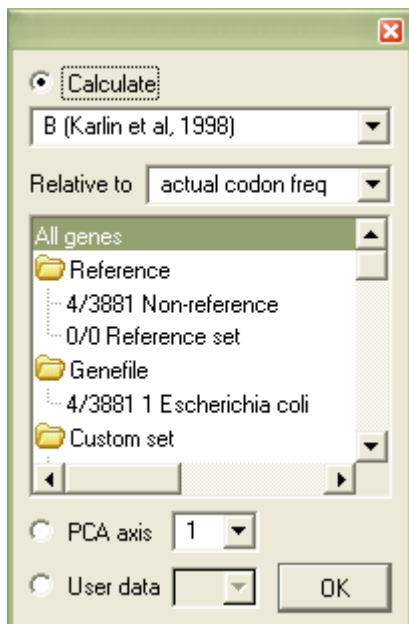 Calculate
B (Karlin et al, 1998)
Relative to actual codon freq
All genes
Reference
4/3881 Non-reference
0/0 Reference set
Genefile
4/3881 1 Escherichia coli
Custom set
PCA axis 1
User data OK